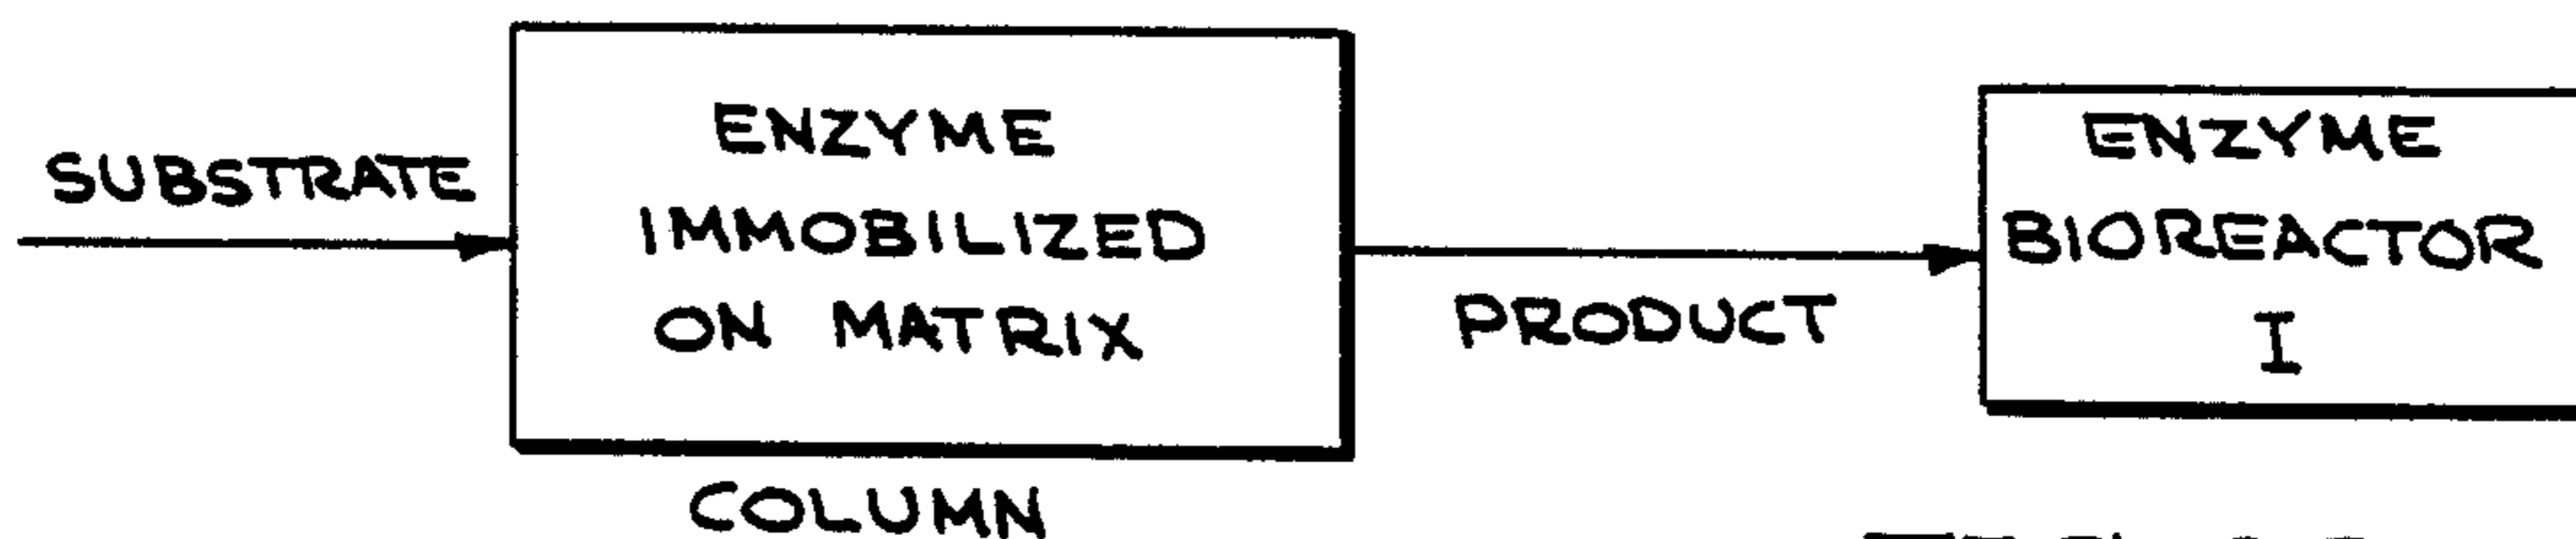 SUBSTRATE
ENZYME
IMMOBILIZED
ON MATRIX
COLUMN
PRODUCT
ENZYME
BIOREACTOR
I